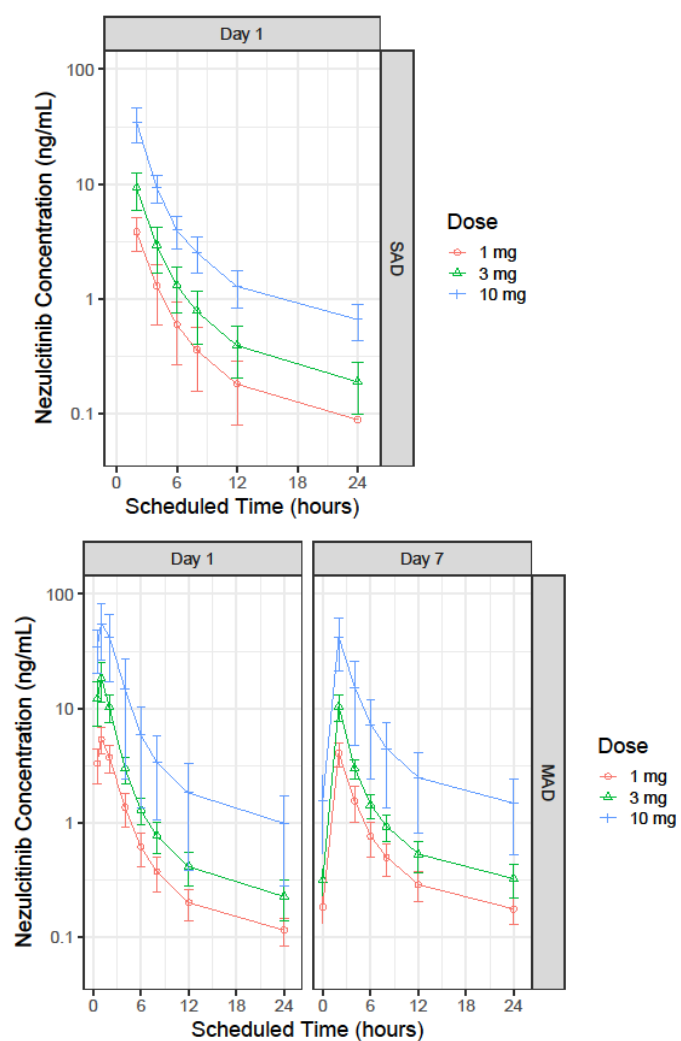 Day 1
100
10
1
0.1
Nezulcitinib Concentration (ng/mL)
0 6 12 18 24
Scheduled Time (hours)
SAD
Dose
1 mg
3 mg
10 mg
Day 1 Day 7
100
10
1
0.1
Nezulcitinib Concentration (ng/mL)
0 6 12 18 24 0 6 12 18 24
Scheduled Time (hours)
MAD
Dose
1 mg
3 mg
10 mg